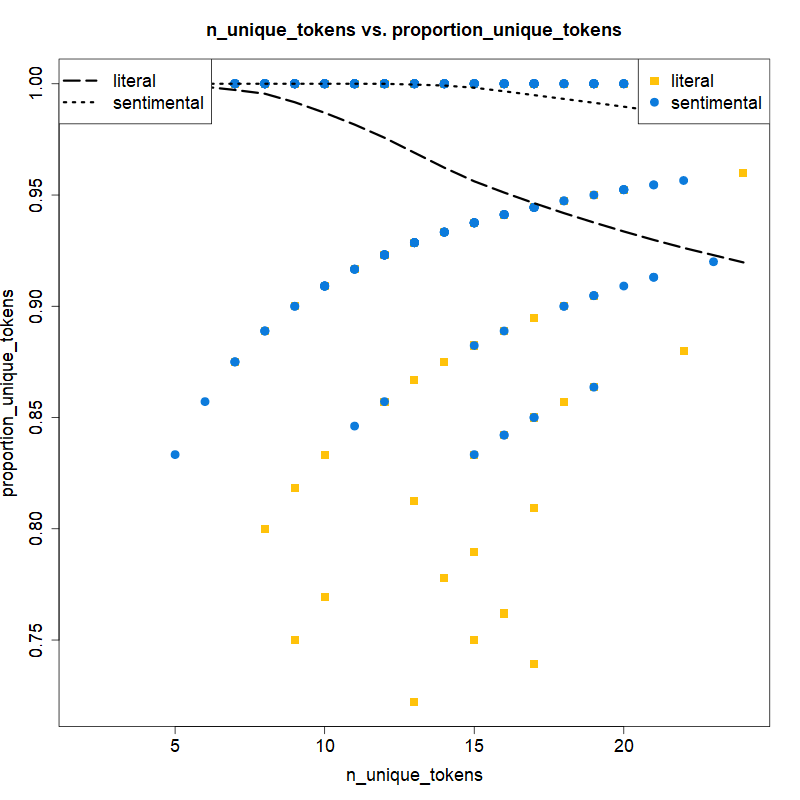 n_unique_tokens vs. proportion_unique_tokens
literal
sentimental
literal
sentimental
proportion_unique_tokens
1.00
0.95
0.90
0.85
0.80
0.75
5
10
15
20
n_unique_tokens